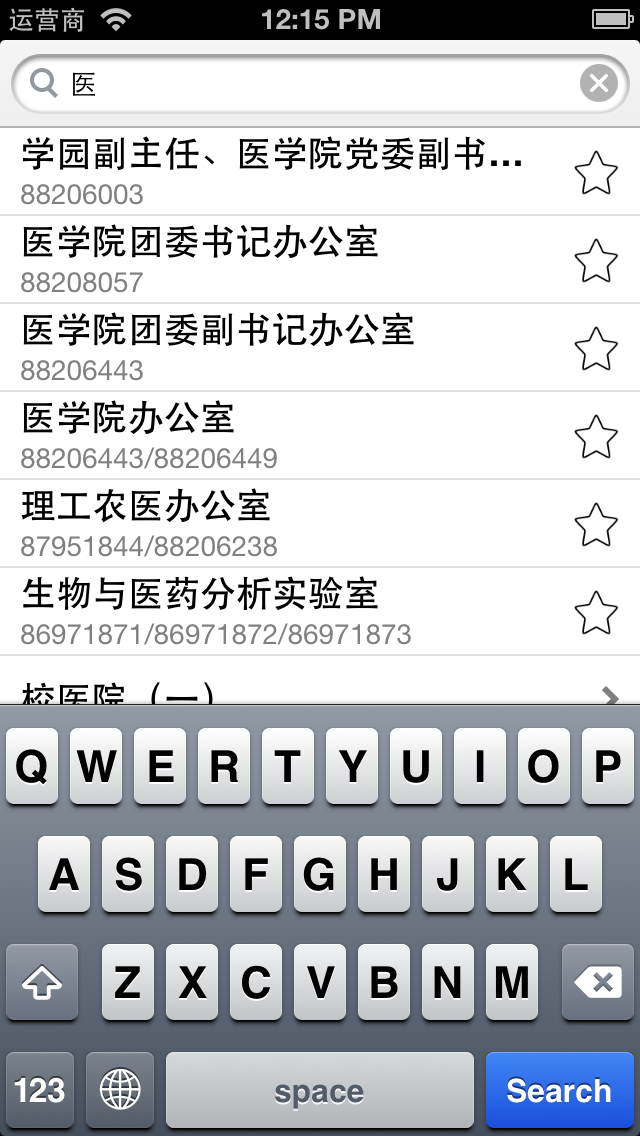 运营商 12:15 PM
医
学园副主任、医学院党委副书...
88206003
医学院团委书记办公室
88208057
医学院团委副书记办公室
88206443
医学院办公室
88206443/88206449
理工农医办公室
87951844/88206238
生物与医药分析实验室
86971871/86971872/86971873
校医院（一）
Q W E R T Y U I O P
A S D F G H J K L
Z X C V B N M
123 space Search